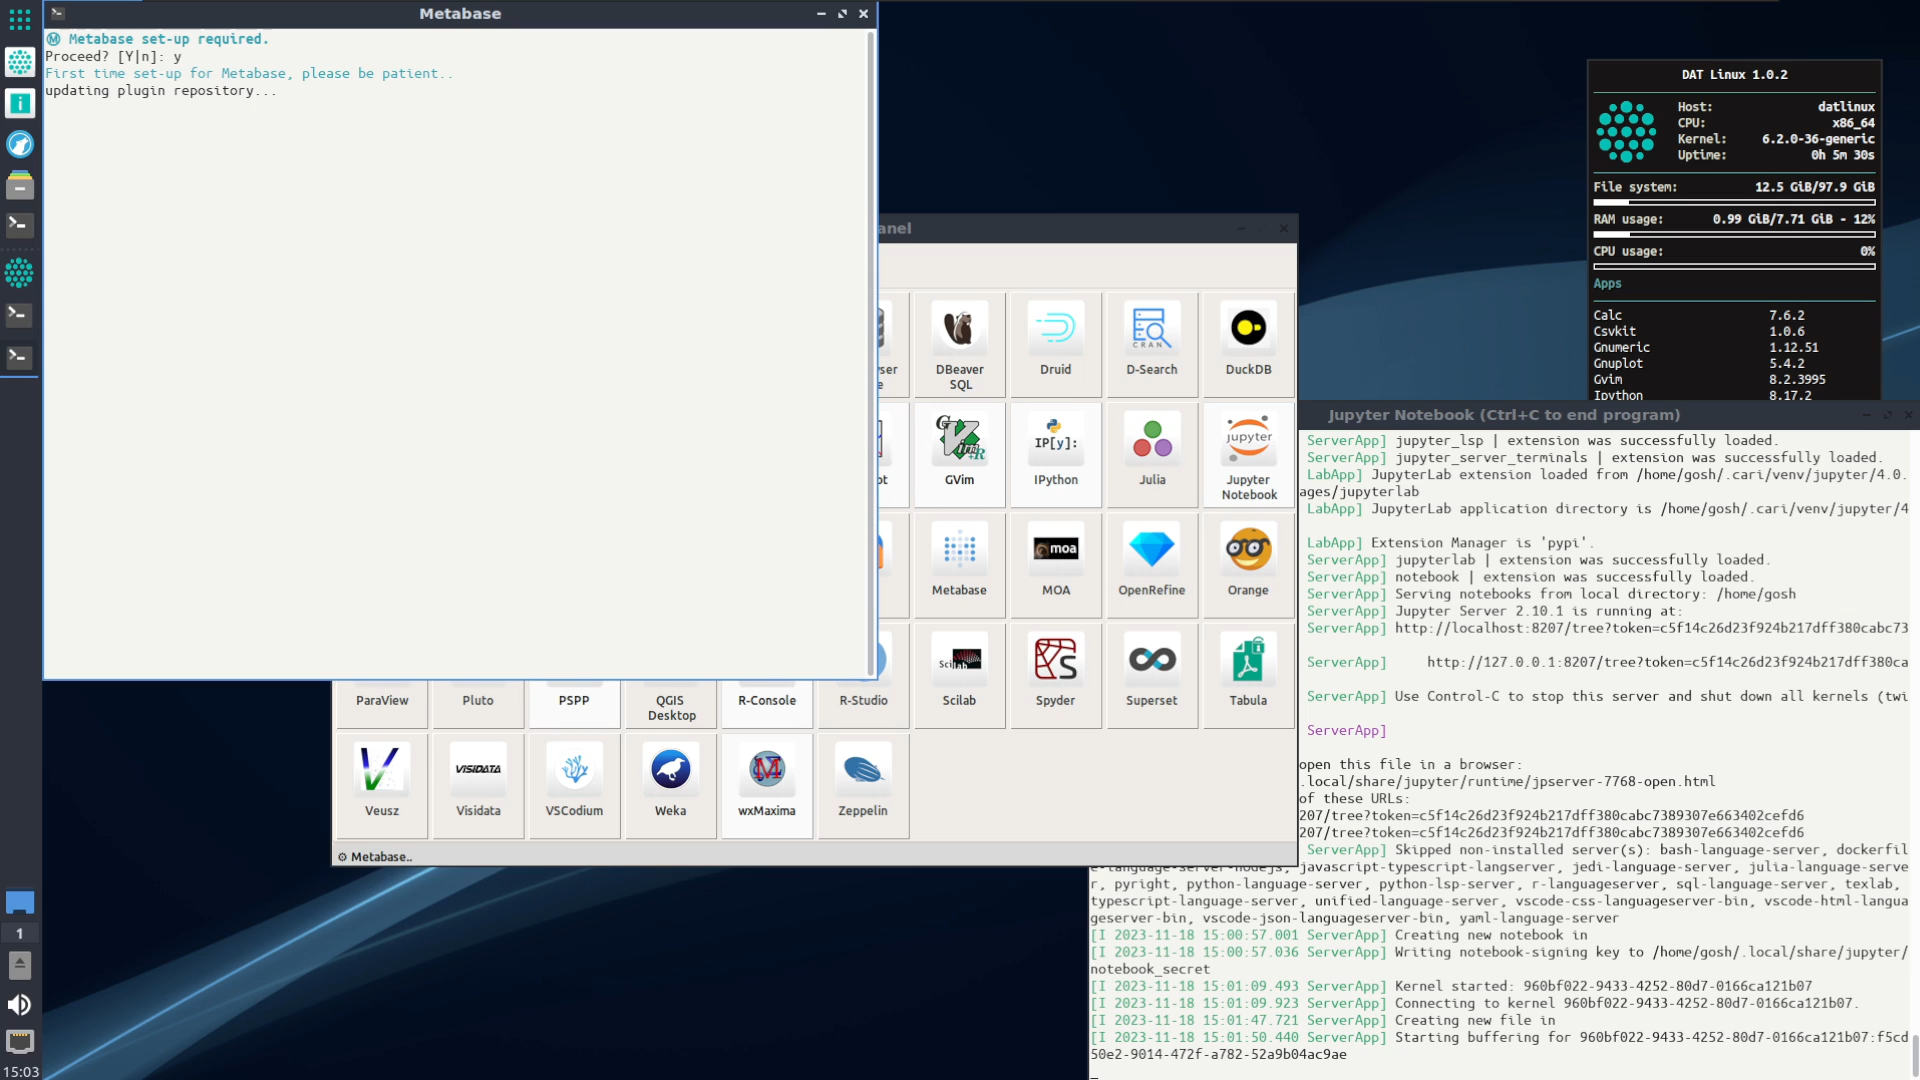 Metabase
Metabase set-up required.
Proceed? [Y|n]: y
First time set-up for Metabase, please be patient..
updating plugin repository...
DAT Linux 1.0.2
Host: datlinux
CPU: x86_64
Kernel: 6.2.0-36-generic
Uptime: 0h 5m 30s
File system: 12.5 GiB/97.9 GiB
RAM usage: 0.99 GiB/7.71 GiB - 12%
CPU usage: 0%
Apps
Calc 7.6.2
Csvkit 1.0.6
Gnumeric 1.12.51
Gnuplot 5.4.2
Gvim 8.2.3995
Ipython 8.17.2
anel
ser
e
DBeaver
SQL
Druid
CRAN
D-Search
DuckDB
ot
GVim
IP[y]:
IPython
Julia
jupyter
Jupyter
Notebook
Metabase
moa
MOA
OpenRefine
Orange
ParaView
Pluto
PSPP
QGIS
Desktop
R-Console
R-Studio
Scilab
Scilab
Spyder
Superset
Tabula
Veusz
VISIDATA
Visidata
VSCodium
Weka
wxMaxima
Zeppelin
Metabase..
Jupyter Notebook (Ctrl+C to end program)
ServerApp] jupyter_lsp | extension was successfully loaded.
ServerApp] jupyter_server_terminals | extension was successfully loaded.
LabApp] JupyterLab extension loaded from /home/gosh/.cari/venv/jupyter/4.0.
ages/jupyterlab
LabApp] JupyterLab application directory is /home/gosh/.cari/venv/jupyter/4
LabApp] Extension Manager is 'pypi'.
ServerApp] jupyterlab | extension was successfully loaded.
ServerApp] notebook | extension was successfully loaded.
ServerApp] Serving notebooks from local directory: /home/gosh
ServerApp] Jupyter Server 2.10.1 is running at:
ServerApp] http://localhost:8207/tree?token=c5f14c26d23f924b217dff380cabc73
ServerApp] http://127.0.0.1:8207/tree?token=c5f14c26d23f924b217dff380ca
ServerApp] Use Control-C to stop this server and shut down all kernels (twi
ServerApp]
open this file in a browser:
.local/share/jupyter/runtime/jpserver-7768-open.html
of these URLs:
207/tree?token=c5f14c26d23f924b217dff380cabc7389307e663402cefd6
207/tree?token=c5f14c26d23f924b217dff380cabc7389307e663402cefd6
ServerApp] Skipped non-installed server(s): bash-language-server, dockerfil
e-language-server-nodejs, javascript-typescript-langserver, jedi-language-server, julia-language-serve
r, pyright, python-language-server, python-lsp-server, r-languageserver, sql-language-server, texlab,
typescript-language-server, unified-language-server, vscode-css-languageserver-bin, vscode-html-langua
geserver-bin, vscode-json-languageserver-bin, yaml-language-server
[I 2023-11-18 15:00:57.001 ServerApp] Creating new notebook in
[I 2023-11-18 15:00:57.036 ServerApp] Writing notebook-signing key to /home/gosh/.local/share/jupyter/
notebook_secret
[I 2023-11-18 15:01:09.493 ServerApp] Kernel started: 960bf022-9433-4252-80d7-0166ca121b07
[I 2023-11-18 15:01:09.923 ServerApp] Connecting to kernel 960bf022-9433-4252-80d7-0166ca121b07.
[I 2023-11-18 15:01:47.721 ServerApp] Creating new file in
[I 2023-11-18 15:01:50.440 ServerApp] Starting buffering for 960bf022-9433-4252-80d7-0166ca121b07:f5cd
50e2-9014-472f-a782-52a9b04ac9ae
1
15:03